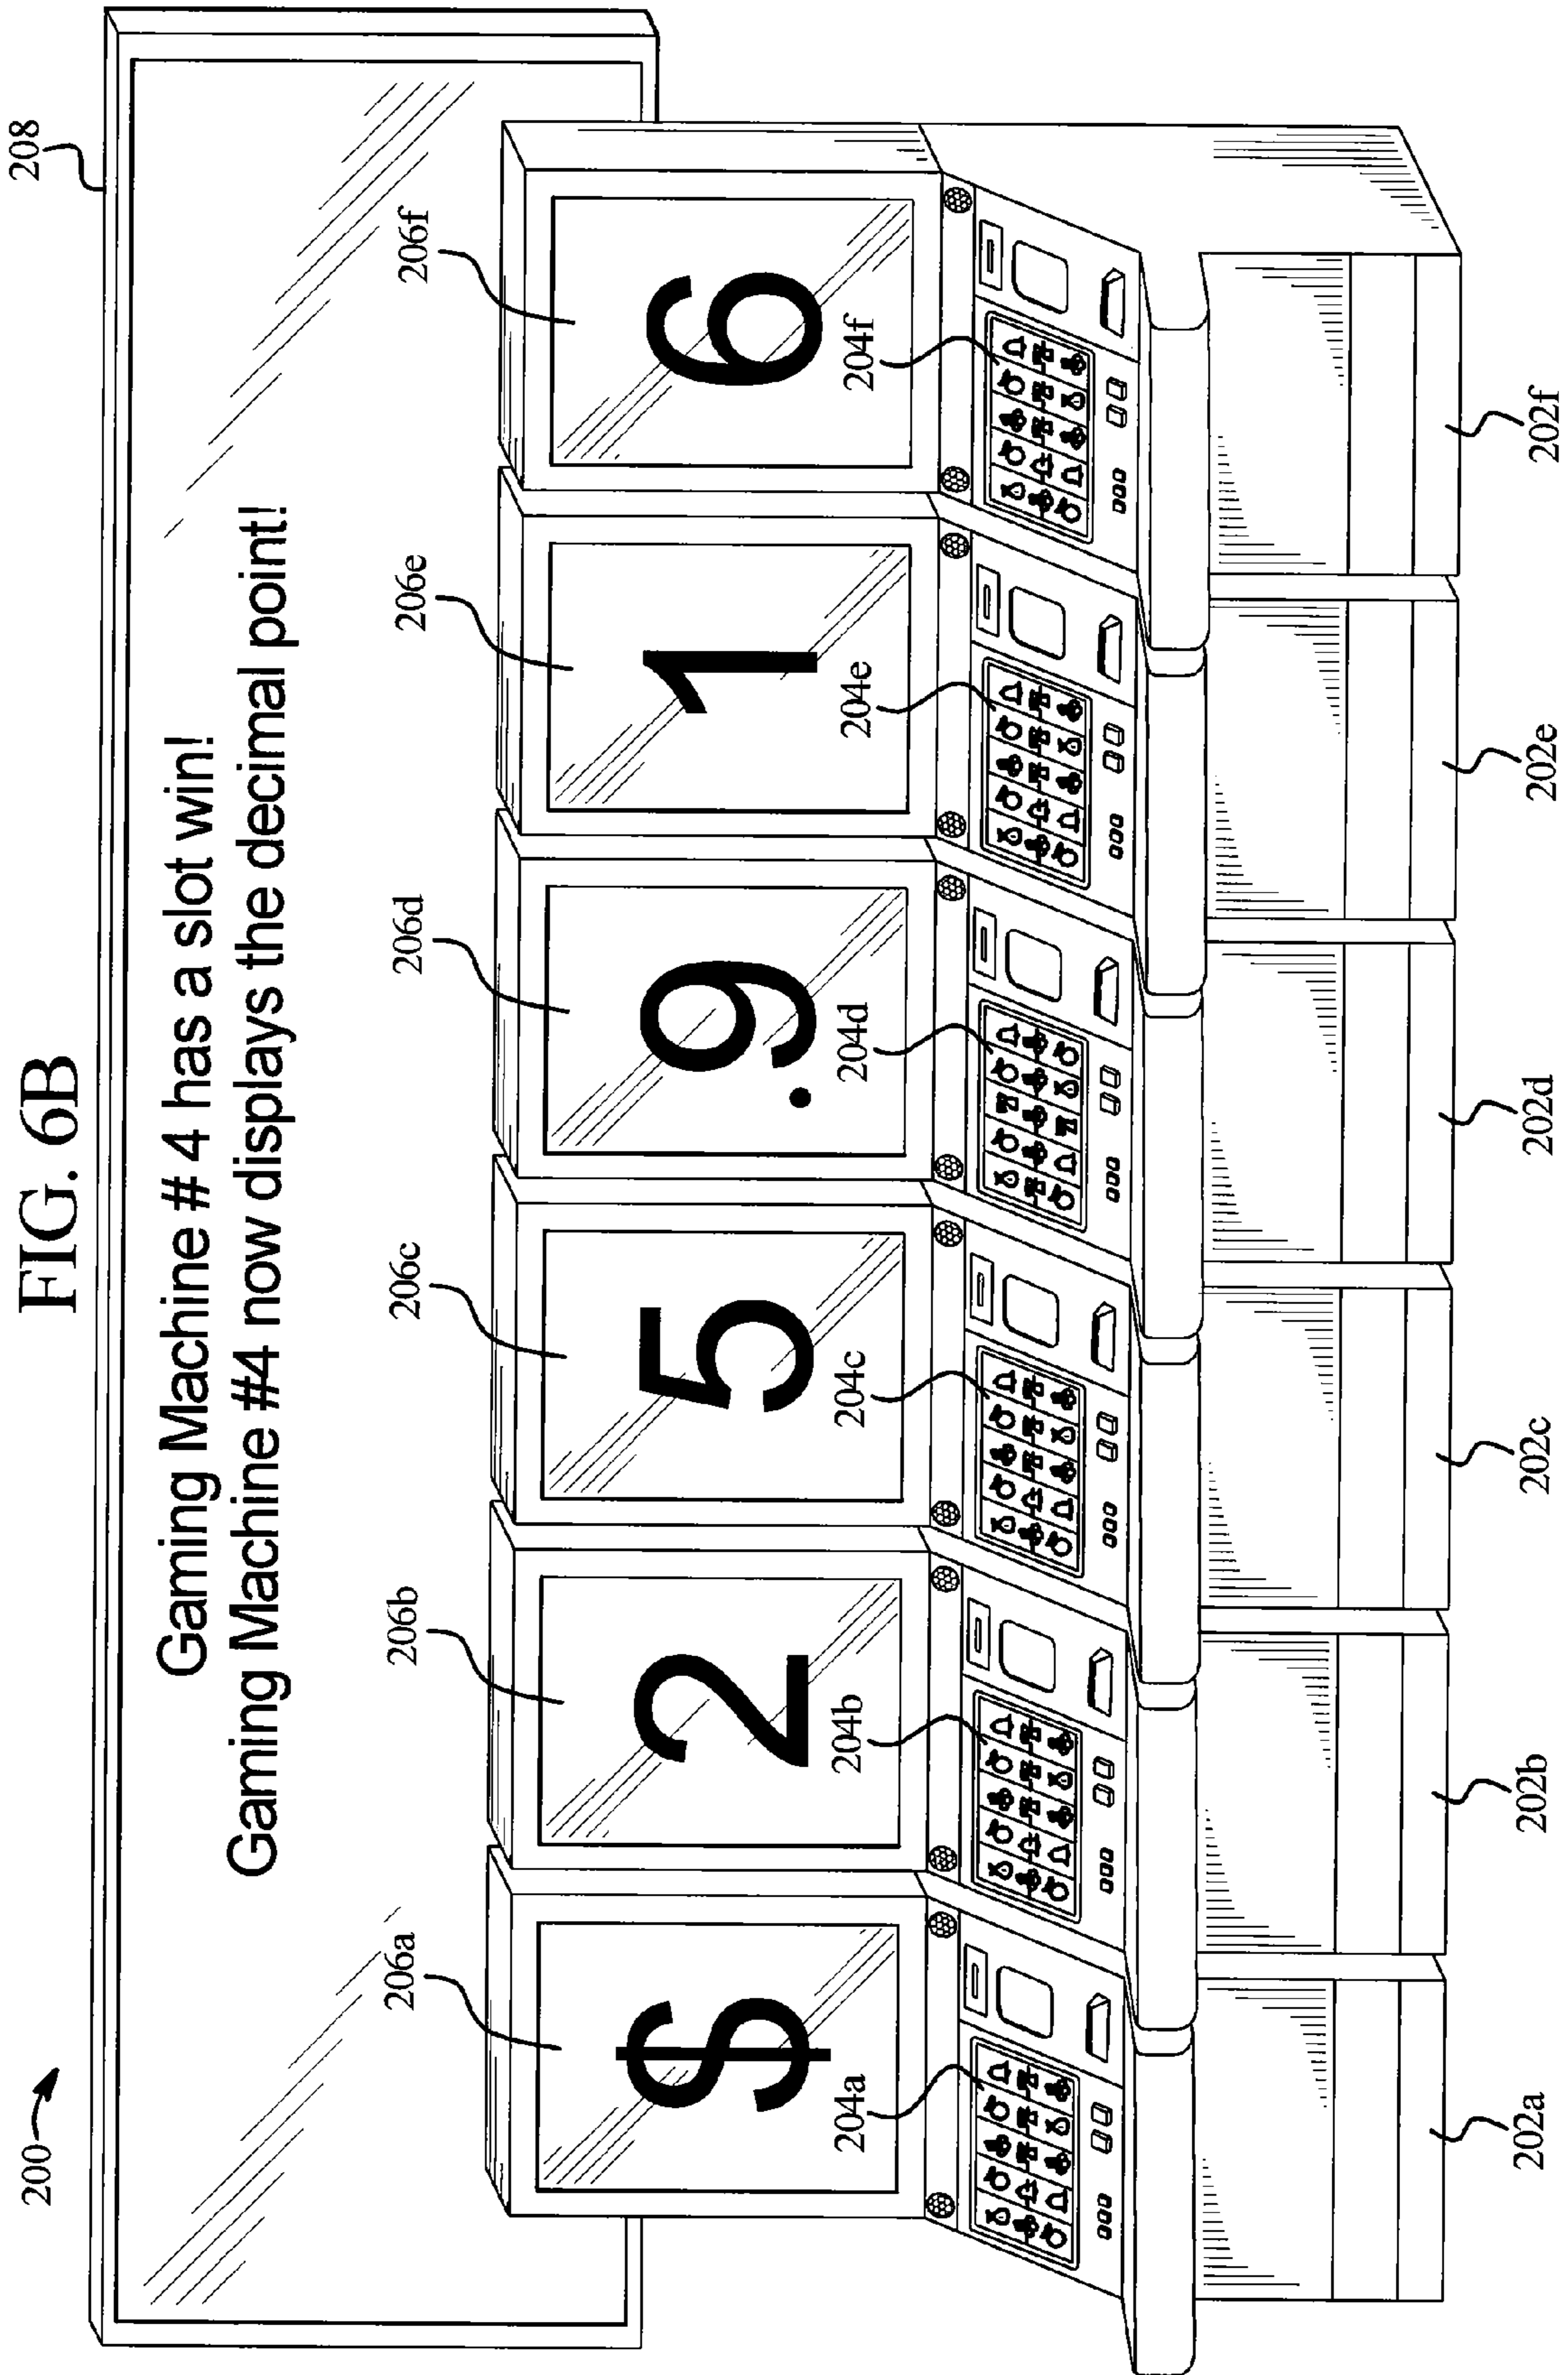 FIG. 6B
200
208
Gaming Machine # 4 has a slot win!
Gaming Machine #4 now displays the decimal point!
206a 206b 206c 206d 206e 206f
$ 2 5 .9 1 6
204a 204b 204c 204d 204e 204f
202a 202b 202c 202d 202e 202f